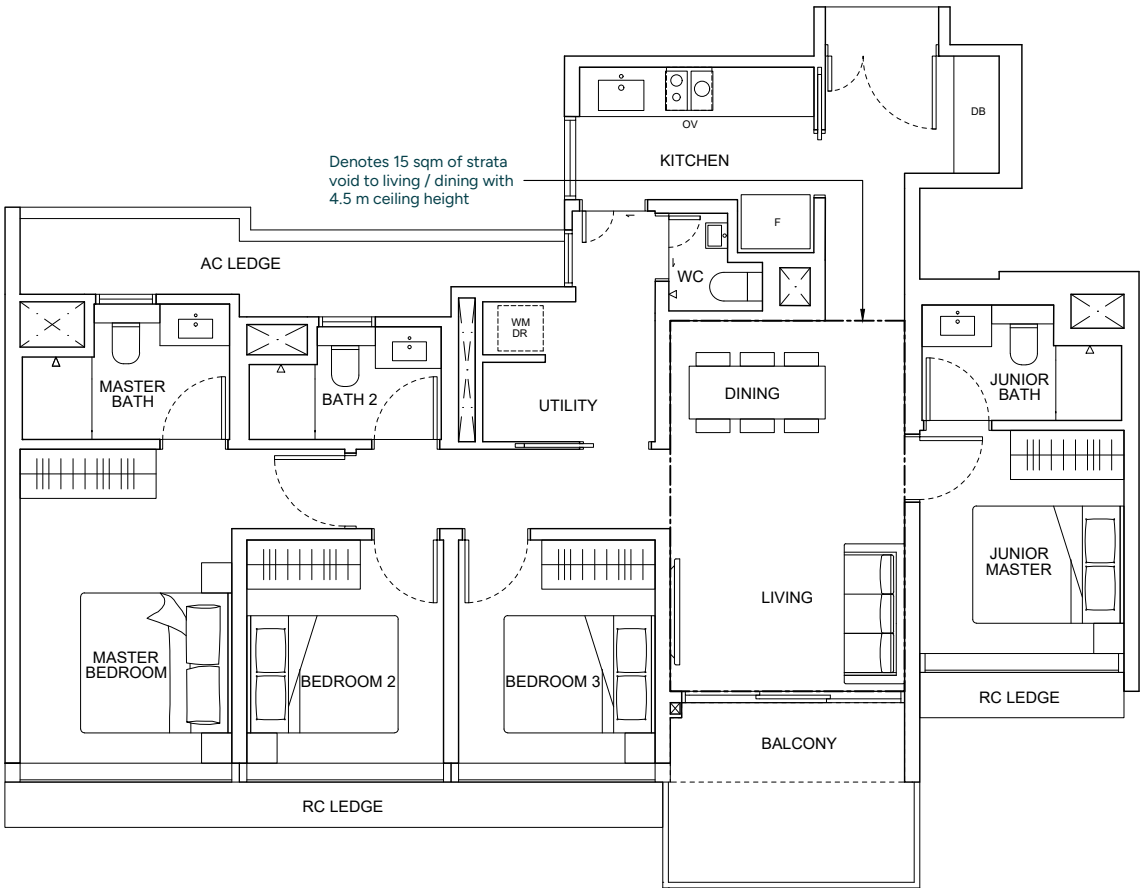 DB
OV
KITCHEN
Denotes 15 sqm of strata
void to living / dining with
4.5 m ceiling height
F
AC LEDGE
WC
WM
DR
MASTER
BATH
BATH 2
UTILITY
DINING
JUNIOR
BATH
JUNIOR
MASTER
LIVING
MASTER
BEDROOM
BEDROOM 2
BEDROOM 3
RC LEDGE
BALCONY
RC LEDGE